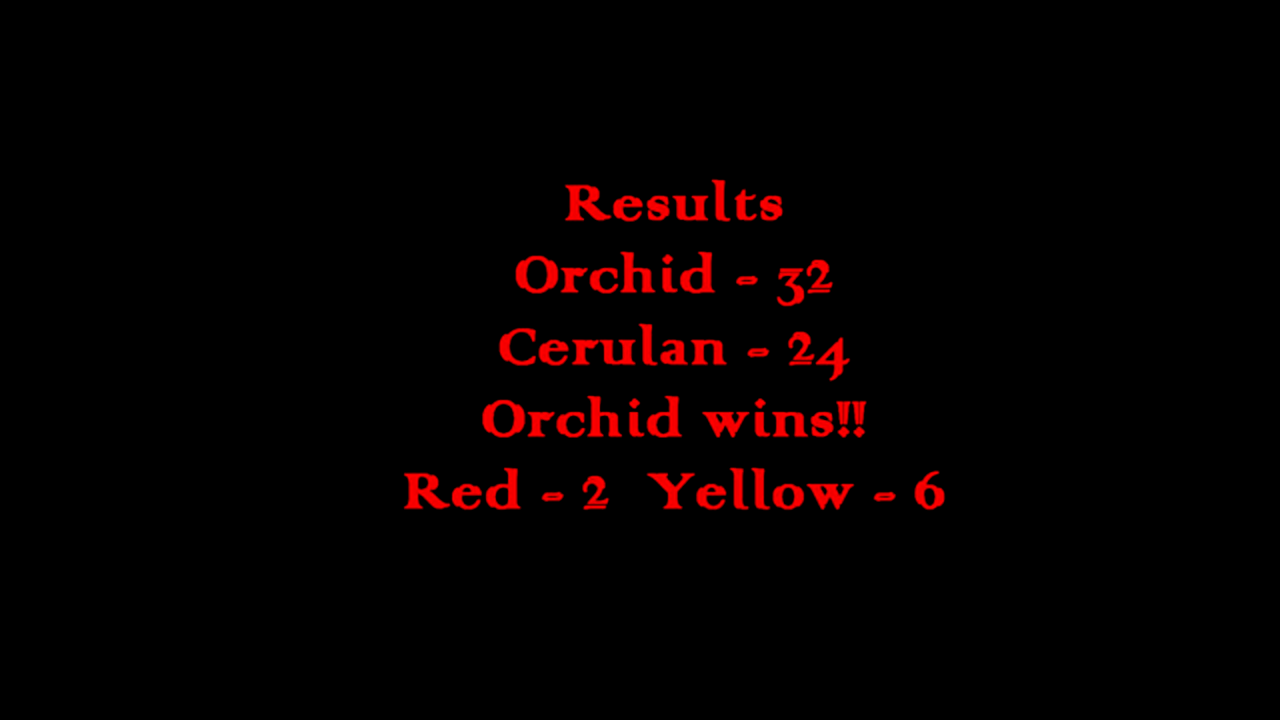 Results
Orchid - 32
Cerulan - 24
Orchid wins!!
Red - 2 Yellow - 6